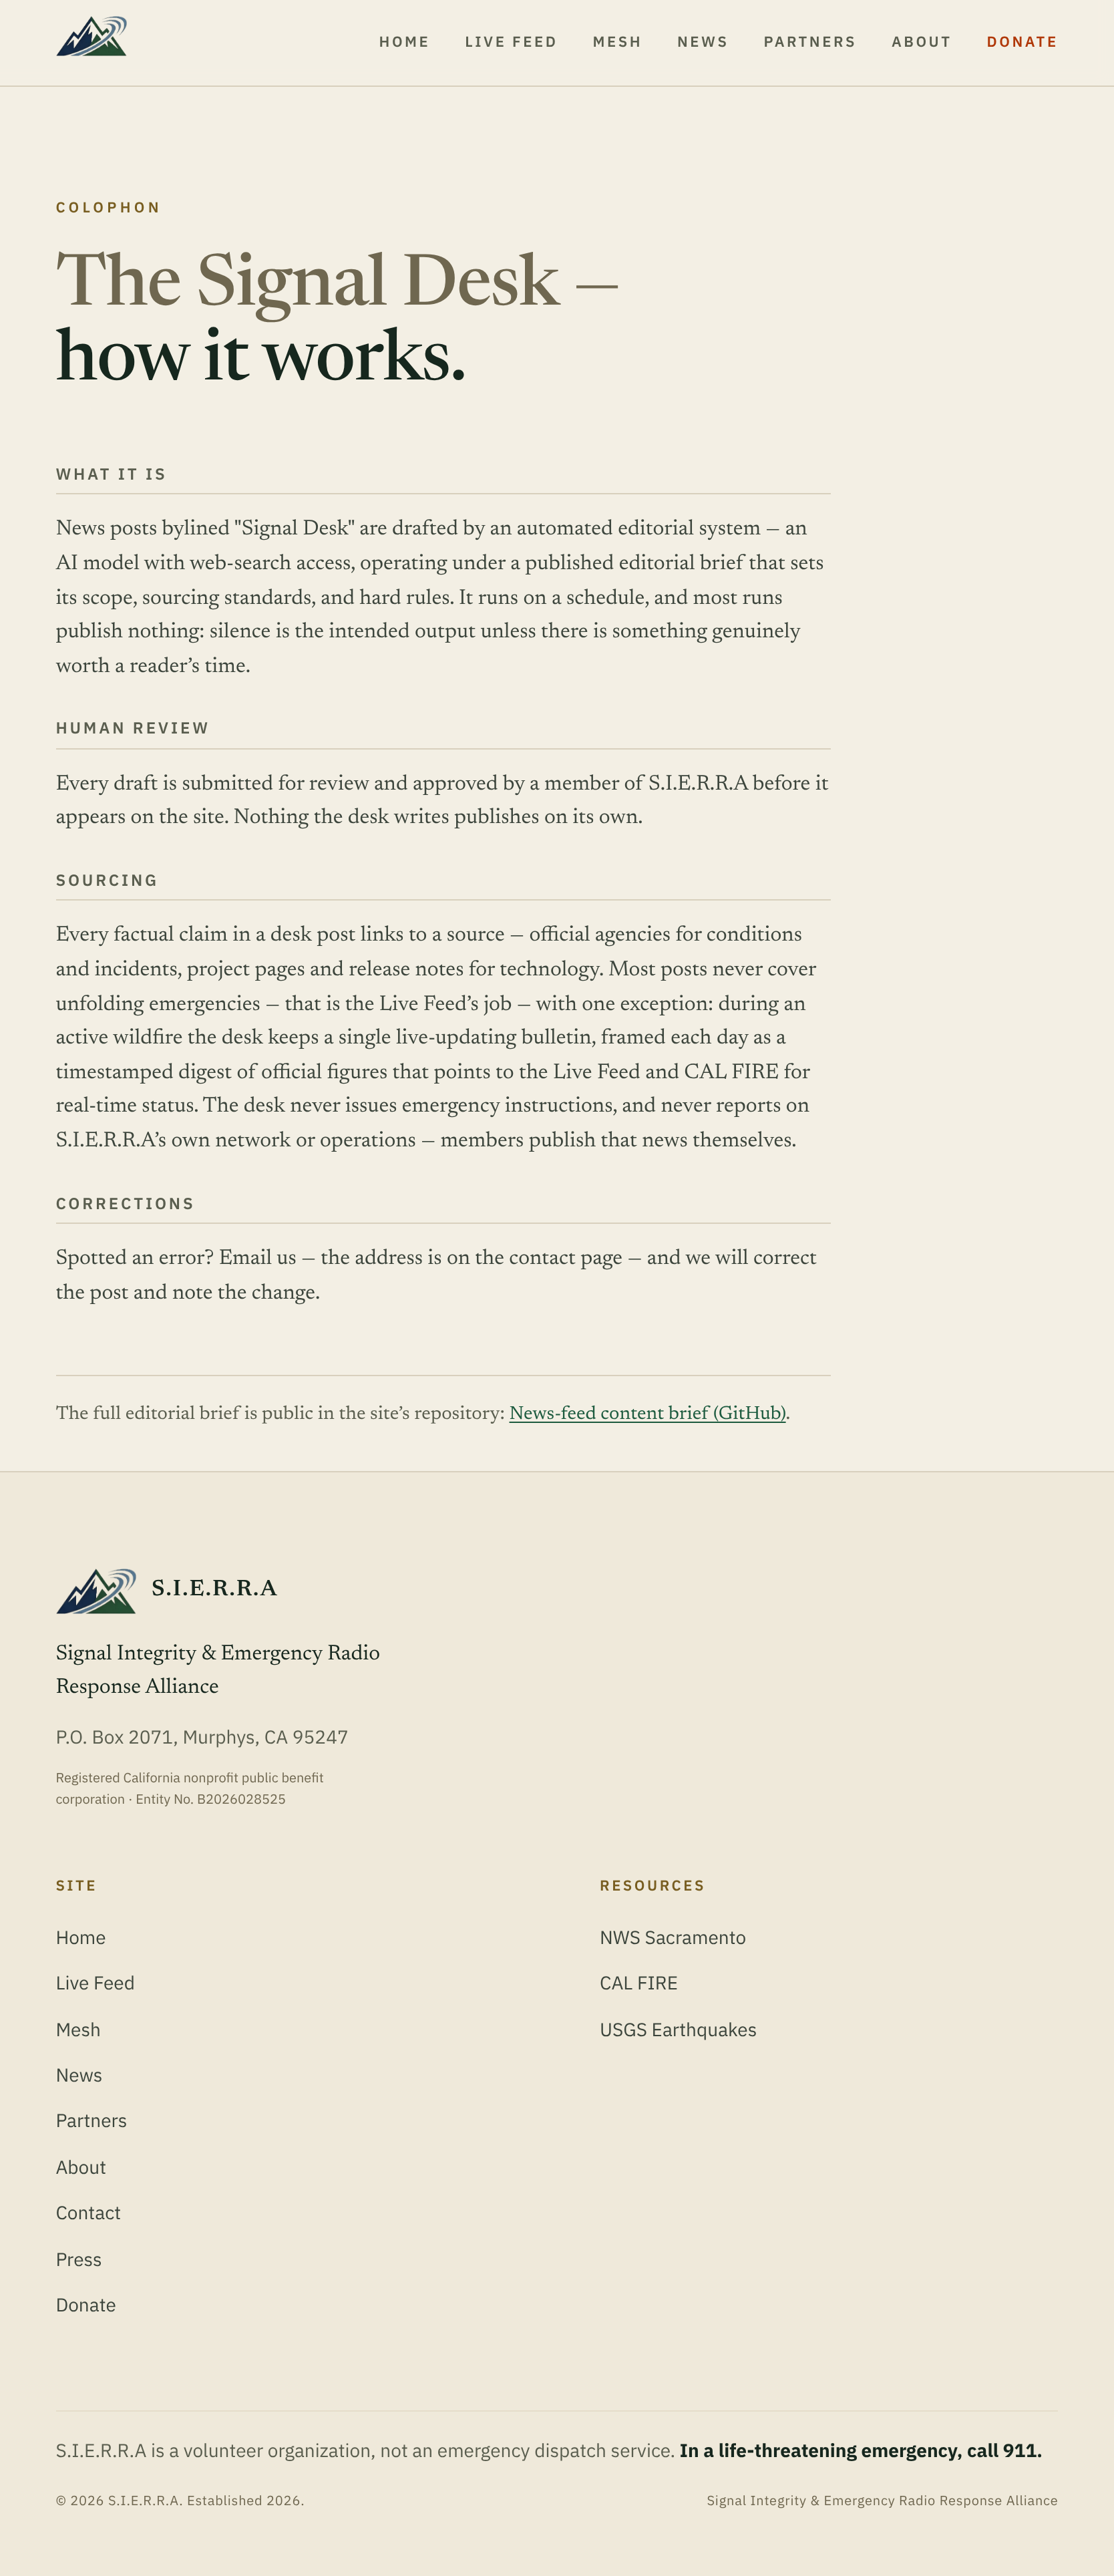 HOME LIVE FEED MESH NEWS PARTNERS ABOUT DONATE
COLOPHON
The Signal Desk —
how it works.
WHAT IT IS
News posts bylined "Signal Desk" are drafted by an automated editorial system — an
AI model with web-search access, operating under a published editorial brief that sets
its scope, sourcing standards, and hard rules. It runs on a schedule, and most runs
publish nothing: silence is the intended output unless there is something genuinely
worth a reader’s time.
HUMAN REVIEW
Every draft is submitted for review and approved by a member of S.I.E.R.R.A before it
appears on the site. Nothing the desk writes publishes on its own.
SOURCING
Every factual claim in a desk post links to a source — official agencies for conditions
and incidents, project pages and release notes for technology. Most posts never cover
unfolding emergencies — that is the Live Feed’s job — with one exception: during an
active wildfire the desk keeps a single live-updating bulletin, framed each day as a
timestamped digest of official figures that points to the Live Feed and CAL FIRE for
real-time status. The desk never issues emergency instructions, and never reports on
S.I.E.R.R.A’s own network or operations — members publish that news themselves.
CORRECTIONS
Spotted an error? Email us — the address is on the contact page — and we will correct
the post and note the change.
The full editorial brief is public in the site’s repository: News-feed content brief (GitHub).
S.I.E.R.R.A
Signal Integrity & Emergency Radio
Response Alliance
P.O. Box 2071, Murphys, CA 95247
Registered California nonprofit public benefit
corporation · Entity No. B2026028525
SITE
Home
Live Feed
Mesh
News
Partners
About
Contact
Press
Donate
RESOURCES
NWS Sacramento
CAL FIRE
USGS Earthquakes
S.I.E.R.R.A is a volunteer organization, not an emergency dispatch service. In a life-threatening emergency, call 911.
© 2026 S.I.E.R.R.A. Established 2026.
Signal Integrity & Emergency Radio Response Alliance